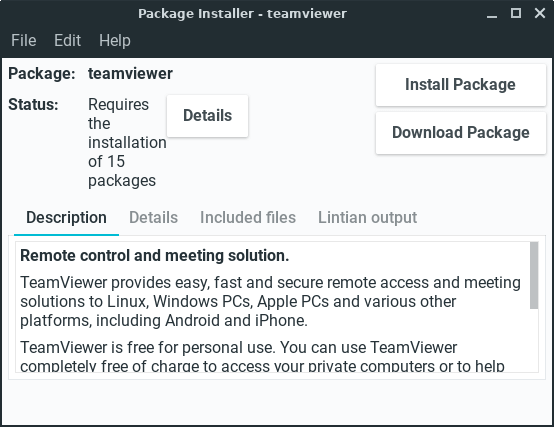 Package Installer - teamviewer
File Edit Help
Package: teamviewer
Install Package
Status: Requires
the
installation
of 15
packages
Details
Download Package
Description Details Included files Lintian output
Remote control and meeting solution.
TeamViewer provides easy, fast and secure remote access and meeting
solutions to Linux, Windows PCs, Apple PCs and various other
platforms, including Android and iPhone.
TeamViewer is free for personal use. You can use TeamViewer
completely free of charge to access your private computers or to help